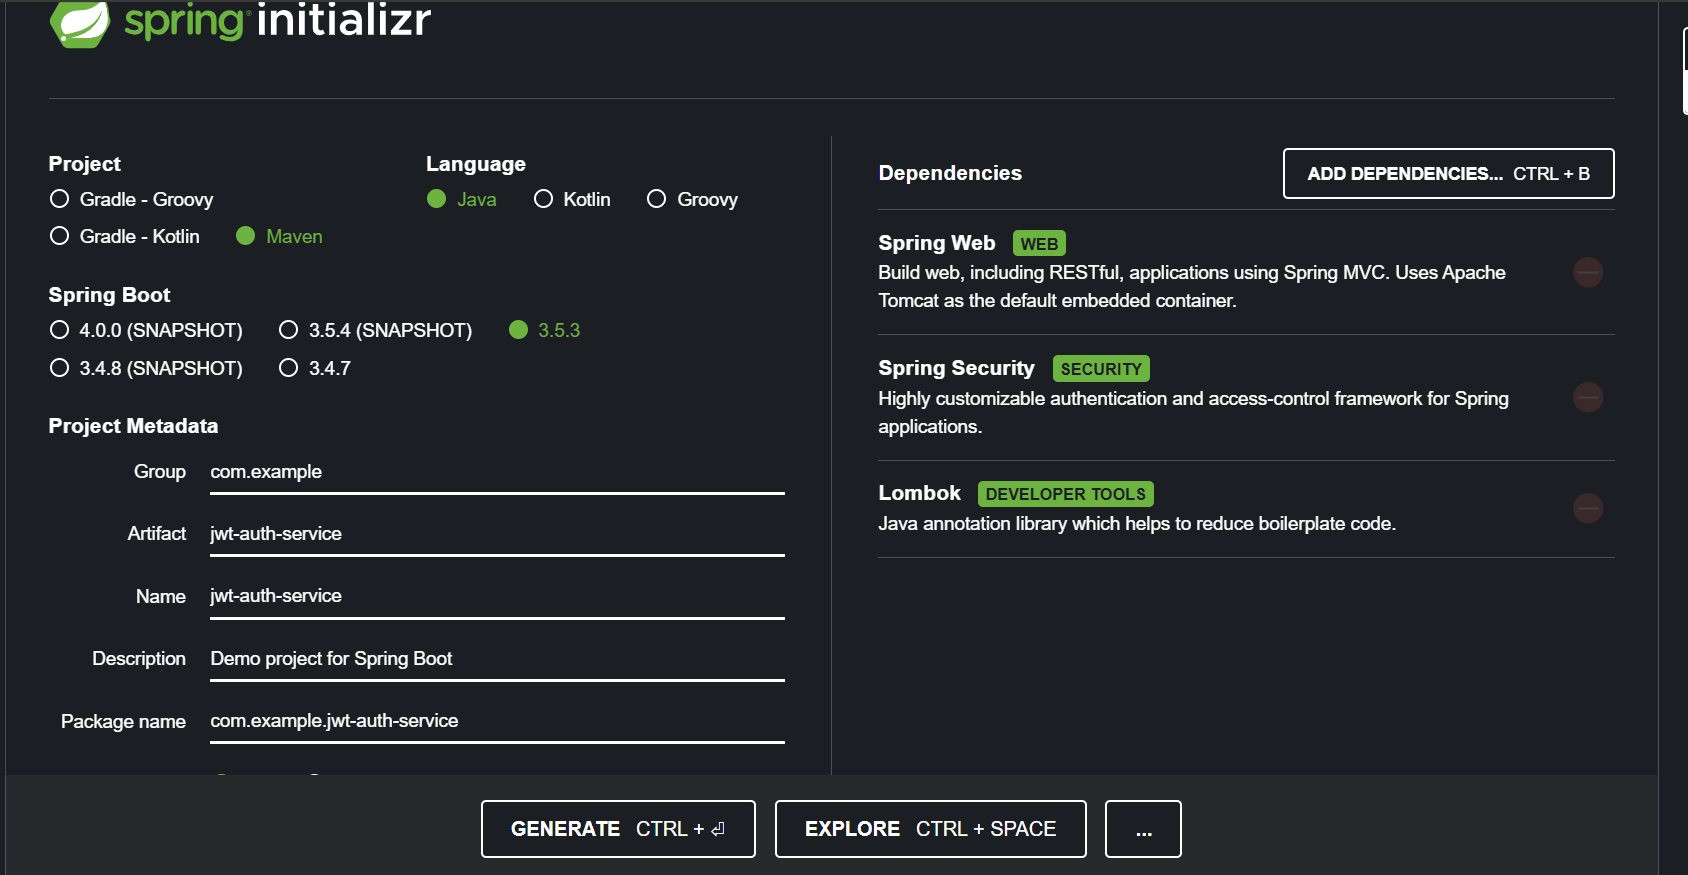 spring initializr
Project
Gradle - Groovy
Gradle - Kotlin Maven
Language
Java Kotlin Groovy
Spring Boot
4.0.0 (SNAPSHOT) 3.5.4 (SNAPSHOT) 3.5.3
3.4.8 (SNAPSHOT) 3.4.7
Project Metadata
Group com.example
Artifact jwt-auth-service
Name jwt-auth-service
Description Demo project for Spring Boot
Package name com.example.jwt-auth-service
Dependencies
ADD DEPENDENCIES... CTRL + B
Spring Web WEB
Build web, including RESTful, applications using Spring MVC. Uses Apache
Tomcat as the default embedded container.
Spring Security SECURITY
Highly customizable authentication and access-control framework for Spring
applications.
Lombok DEVELOPER TOOLS
Java annotation library which helps to reduce boilerplate code.
GENERATE CTRL + ⏎
EXPLORE CTRL + SPACE
...